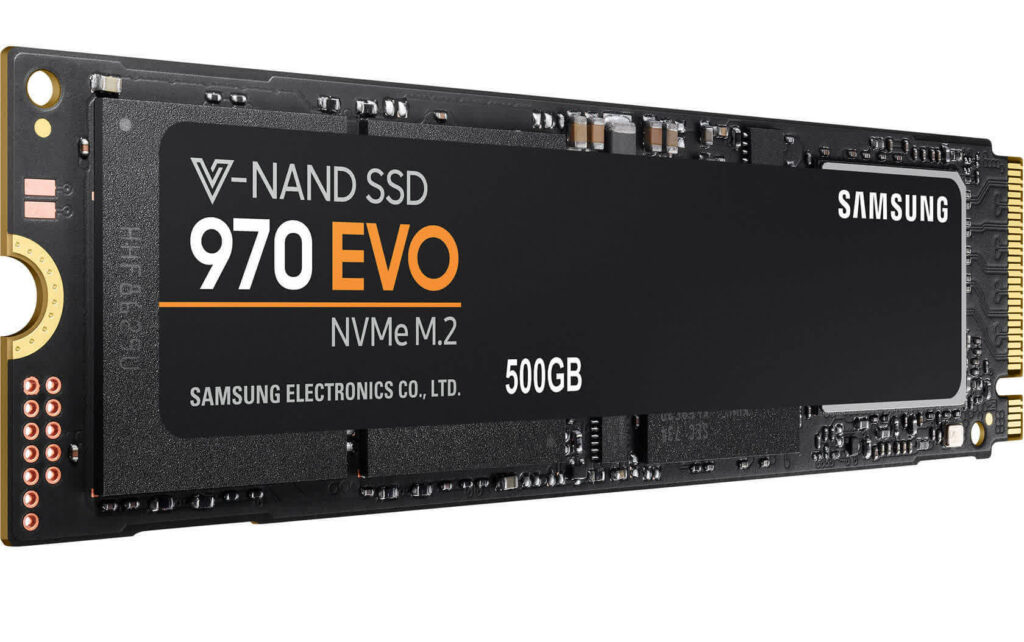 V-NAND SSD
970 EVO
NVMe M.2
SAMSUNG ELECTRONICS CO., LTD.
500GB
SAMSUNG